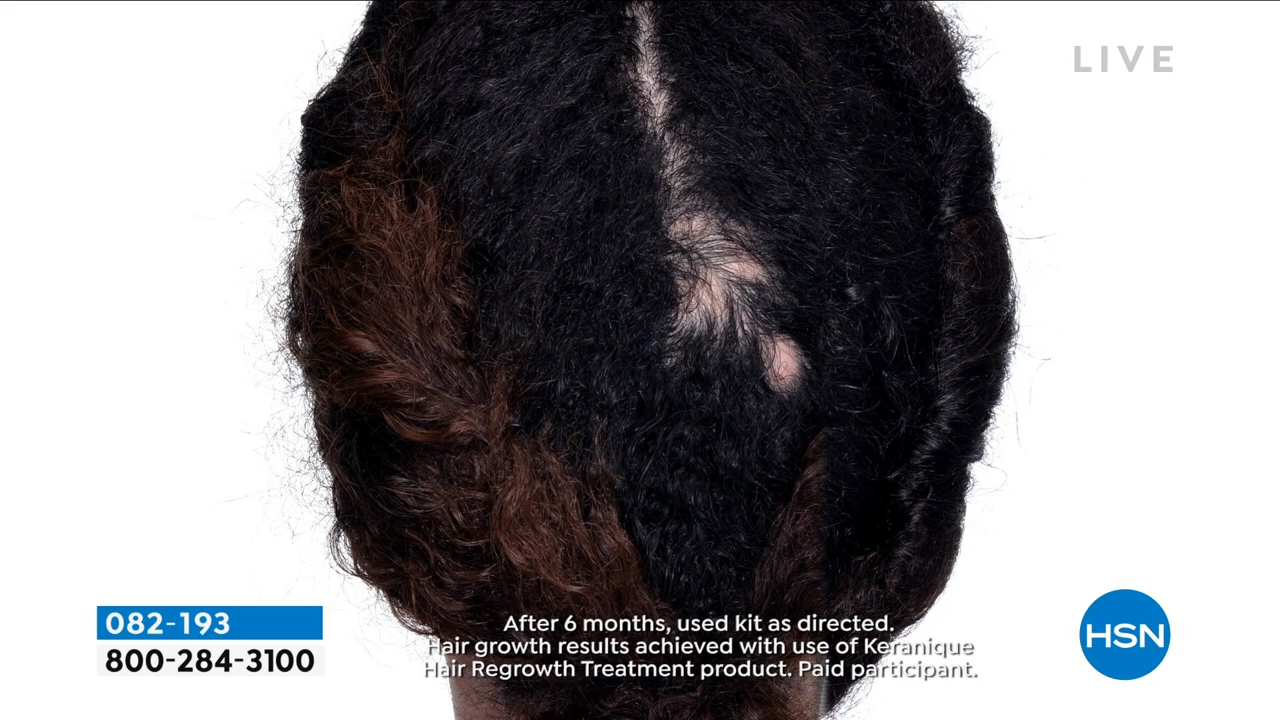 LIVE
082-193
800-284-3100
After 6 months, used kit as directed.
Hair growth results achieved with use of Keranique
Hair Regrowth Treatment product. Paid participant.
HSN